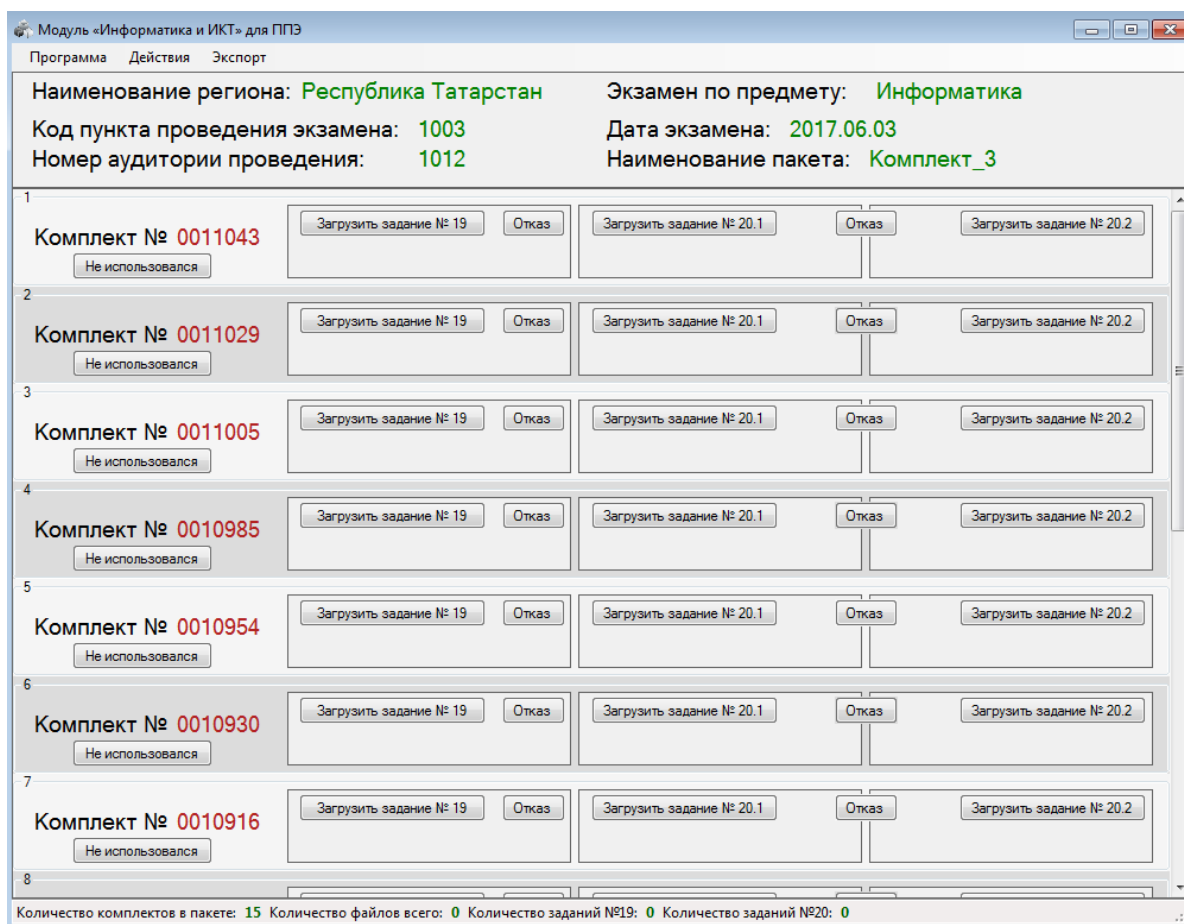 Модуль «Информатика и ИКТ» для ППЭ
Программа Действия Экспорт
Наименование региона: Республика Татарстан Экзамен по предмету: Информатика
Код пункта проведения экзамена: 1003 Дата экзамена: 2017.06.03
Номер аудитории проведения: 1012 Наименование пакета: Комплект_3
1
Загрузить задание № 19 Отказ Загрузить задание № 20.1 Отказ Загрузить задание № 20.2
Комплект № 0011043
Не использовался
2
Загрузить задание № 19 Отказ Загрузить задание № 20.1 Отказ Загрузить задание № 20.2
Комплект № 0011029
Не использовался
3
Загрузить задание № 19 Отказ Загрузить задание № 20.1 Отказ Загрузить задание № 20.2
Комплект № 0011005
Не использовался
4
Загрузить задание № 19 Отказ Загрузить задание № 20.1 Отказ Загрузить задание № 20.2
Комплект № 0010985
Не использовался
5
Загрузить задание № 19 Отказ Загрузить задание № 20.1 Отказ Загрузить задание № 20.2
Комплект № 0010954
Не использовался
6
Загрузить задание № 19 Отказ Загрузить задание № 20.1 Отказ Загрузить задание № 20.2
Комплект № 0010930
Не использовался
7
Загрузить задание № 19 Отказ Загрузить задание № 20.1 Отказ Загрузить задание № 20.2
Комплект № 0010916
Не использовался
8
Количество комплектов в пакете: 15 Количество файлов всего: 0 Количество заданий №19: 0 Количество заданий №20: 0